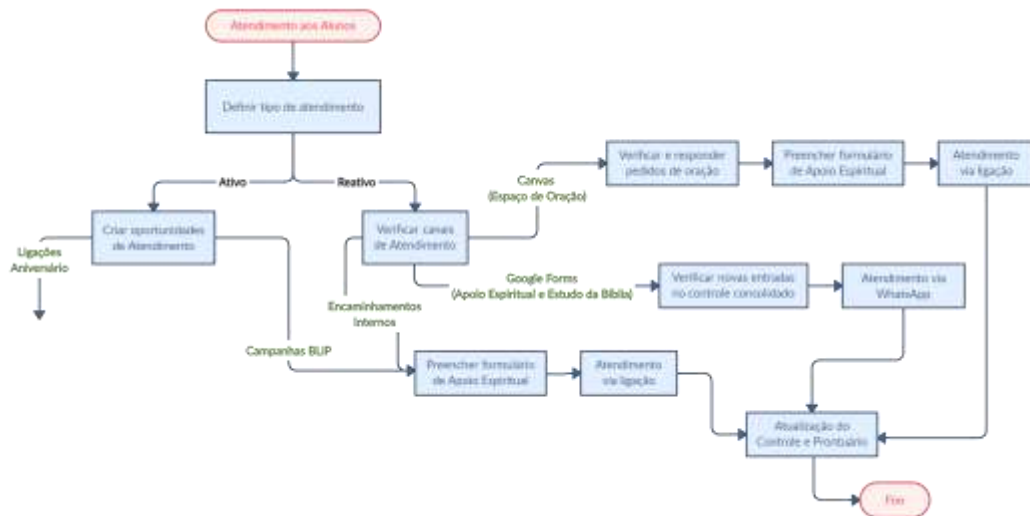 Atendimento aos Alunos
Definir tipo de atendimento
Ativo
Reativo
Criar oportunidades
de Atendimento
Ligações
Aniversário
Campanhas BLIP
Verificar canais
de Atendimento
Canvas
(Espaço de Oração)
Verificar e responder
pedidos de oração
Preencher formulário
de Apoio Espiritual
Atendimento
via ligação
Google Forms
(Apoio Espiritual e Estudo da Bíblia)
Verificar novas entradas
no controle consolidado
Atendimento via
WhatsApp
Encaminhamentos
Internos
Preencher formulário
de Apoio Espiritual
Atendimento
via ligação
Atualização do
Controle e Prontuário
Fim